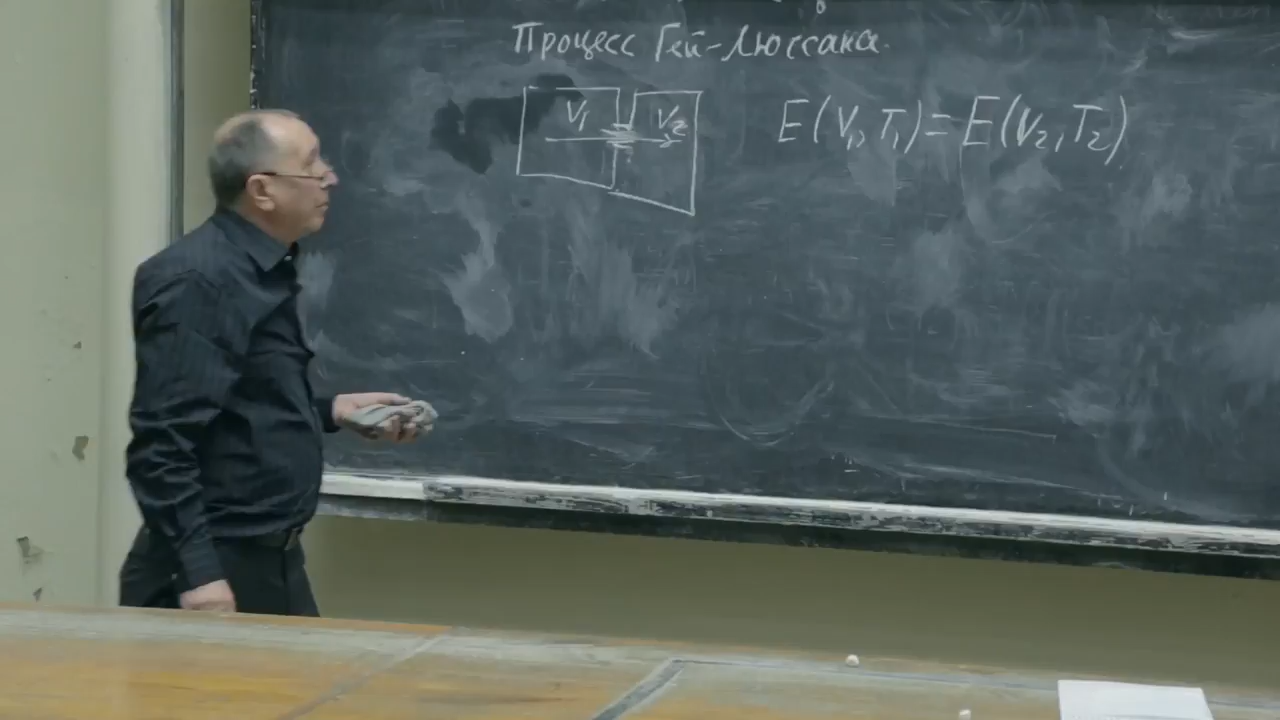 Процесс Гей-Люссака.
V₁ V₂
E(V₁, T₁) = E(V₂, T₂)